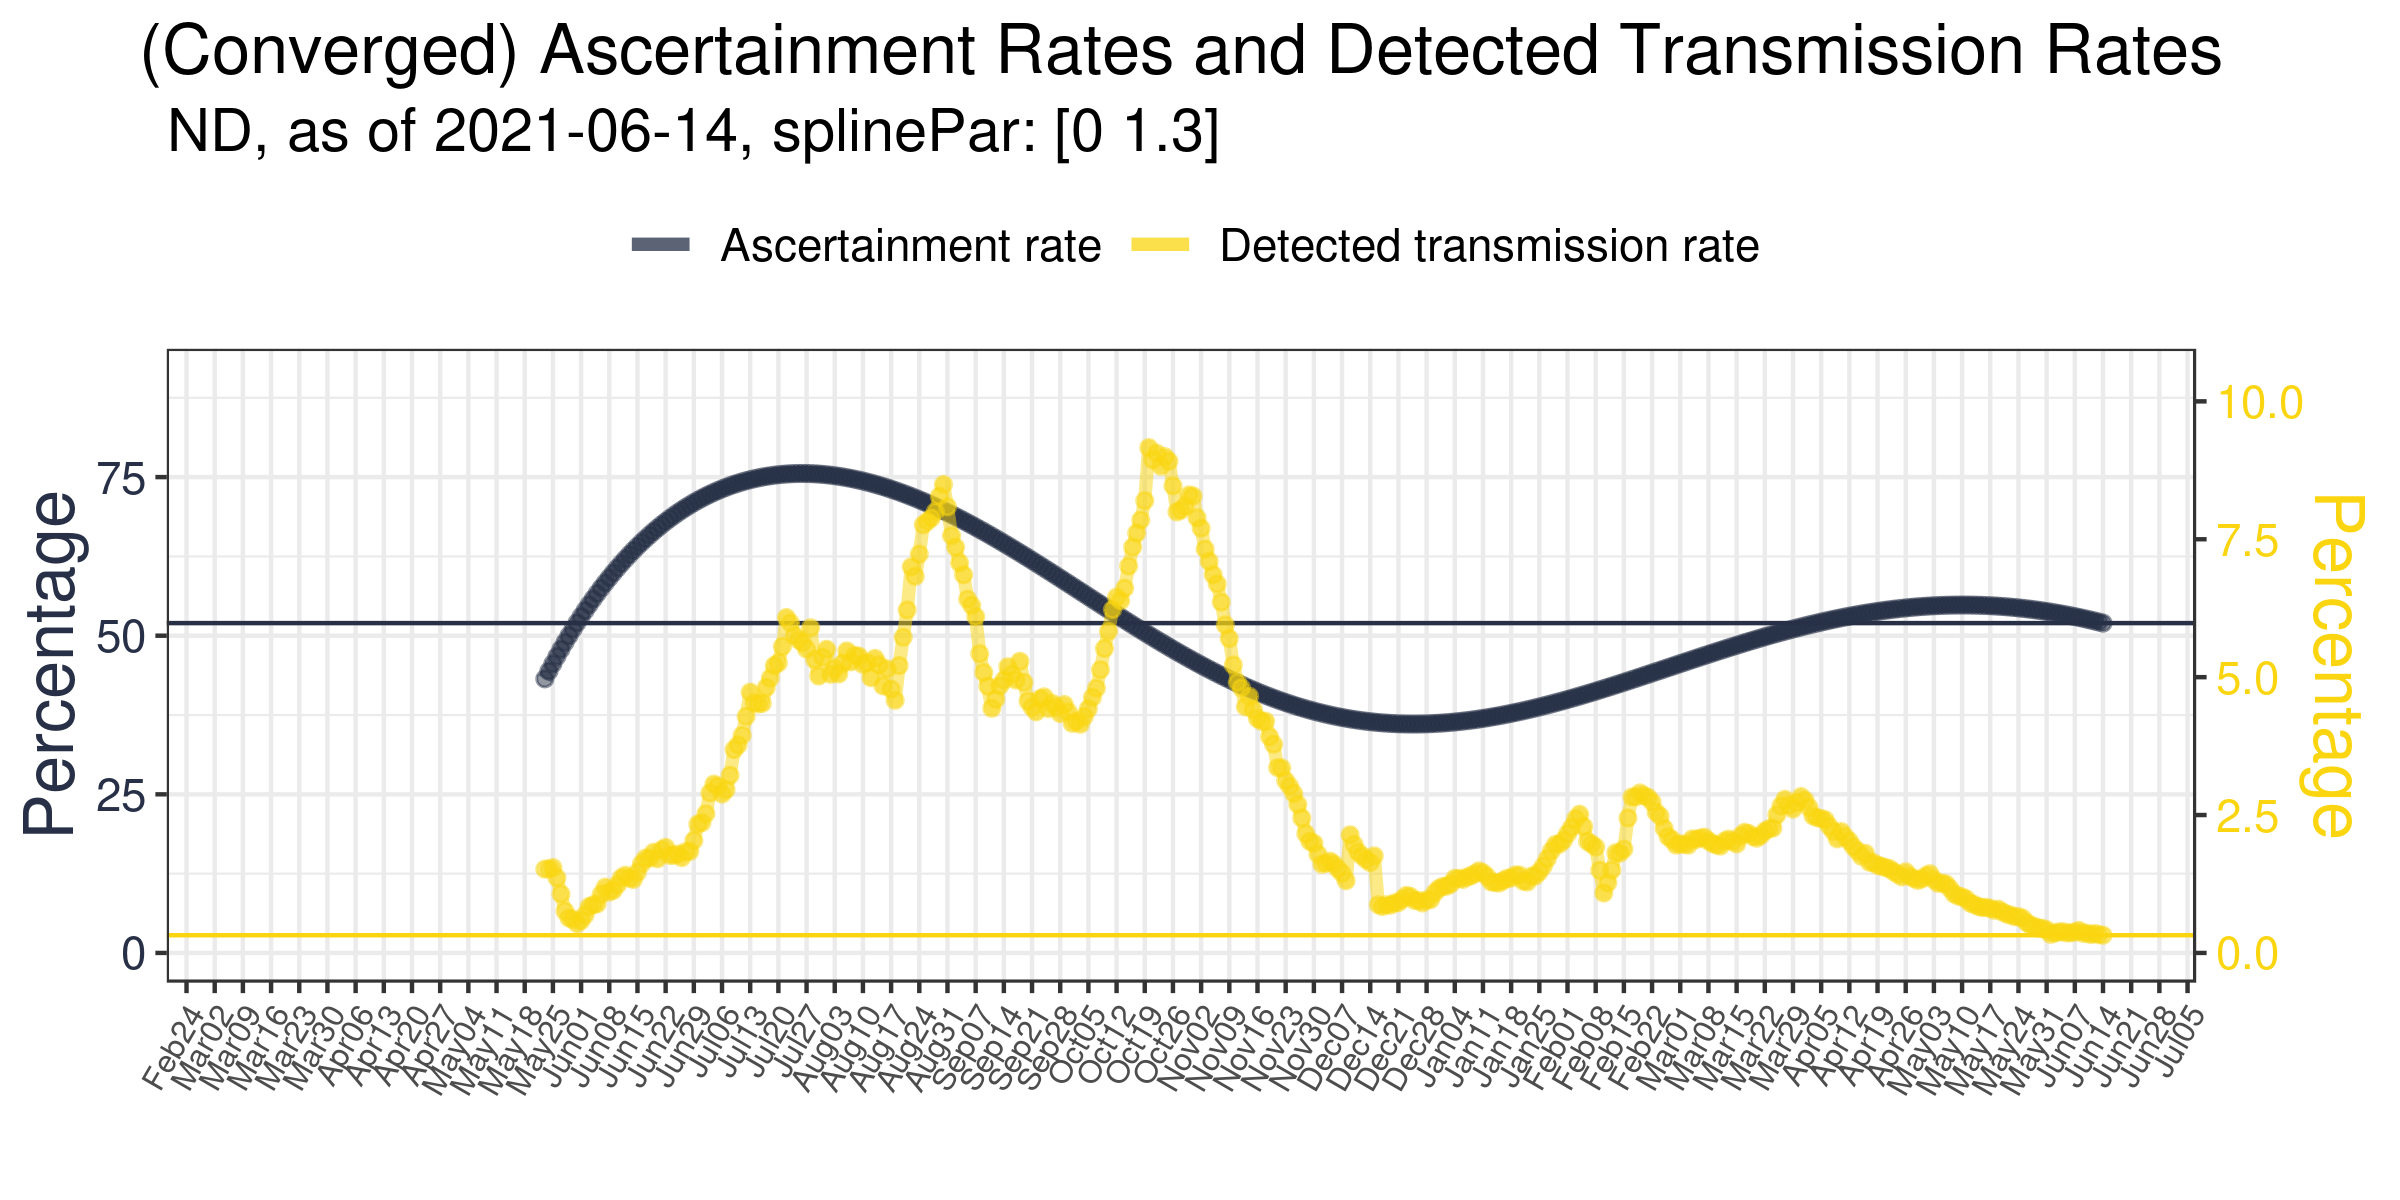 (Converged) Ascertainment Rates and Detected Transmission Rates
ND, as of 2021-06-14, splinePar: [0 1.3]
Ascertainment rate
Detected transmission rate
Percentage
75
50
25
0
10.0
7.5
5.0
2.5
0.0
Percentage
Feb24
Mar02
Mar09
Mar16
Mar23
Mar30
Apr06
Apr13
Apr20
Apr27
May04
May11
May18
May25
Jun01
Jun08
Jun15
Jun22
Jun29
Jul06
Jul13
Jul20
Jul27
Aug03
Aug10
Aug17
Aug24
Aug31
Sep07
Sep14
Sep21
Sep28
Oct05
Oct12
Oct19
Oct26
Nov02
Nov09
Nov16
Nov23
Nov30
Dec07
Dec14
Dec21
Dec28
Jan04
Jan11
Jan18
Jan25
Feb01
Feb08
Feb15
Feb22
Mar01
Mar08
Mar15
Mar22
Mar29
Apr05
Apr12
Apr19
Apr26
May03
May10
May17
May24
May31
Jun07
Jun14
Jun21
Jun28
Jul05